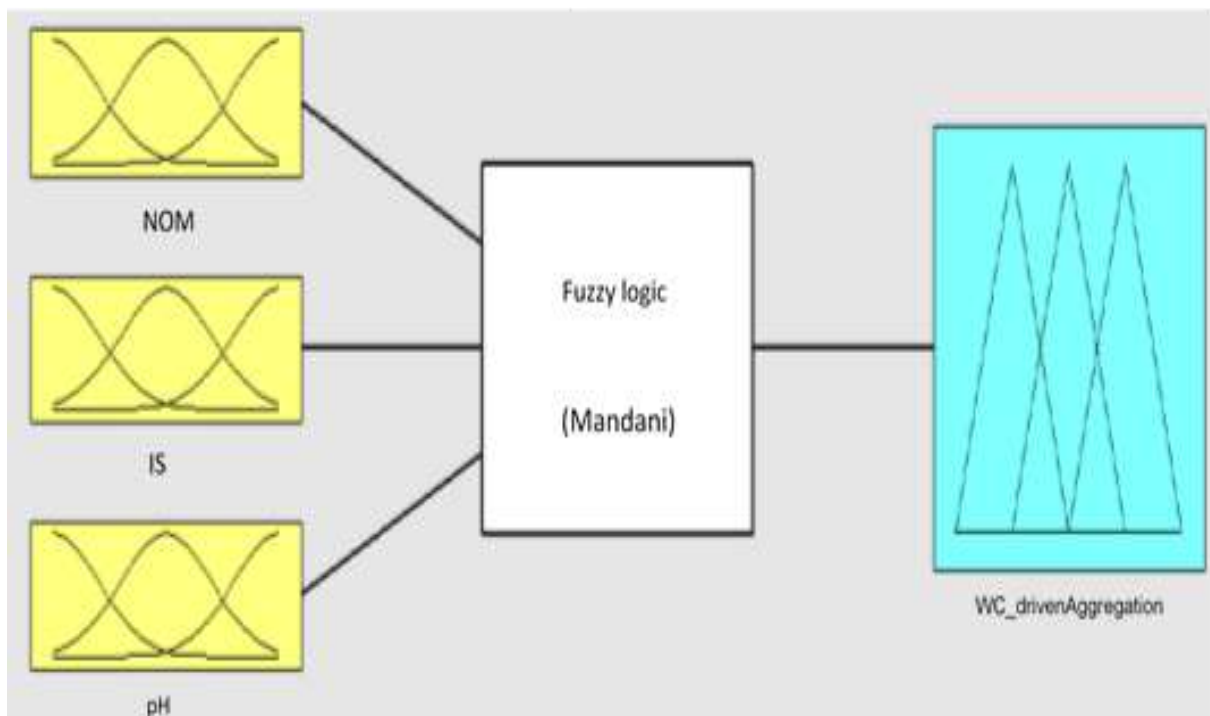 NOM
IS
pH
Fuzzy logic
(Mandani)
WC_drivenAggregation